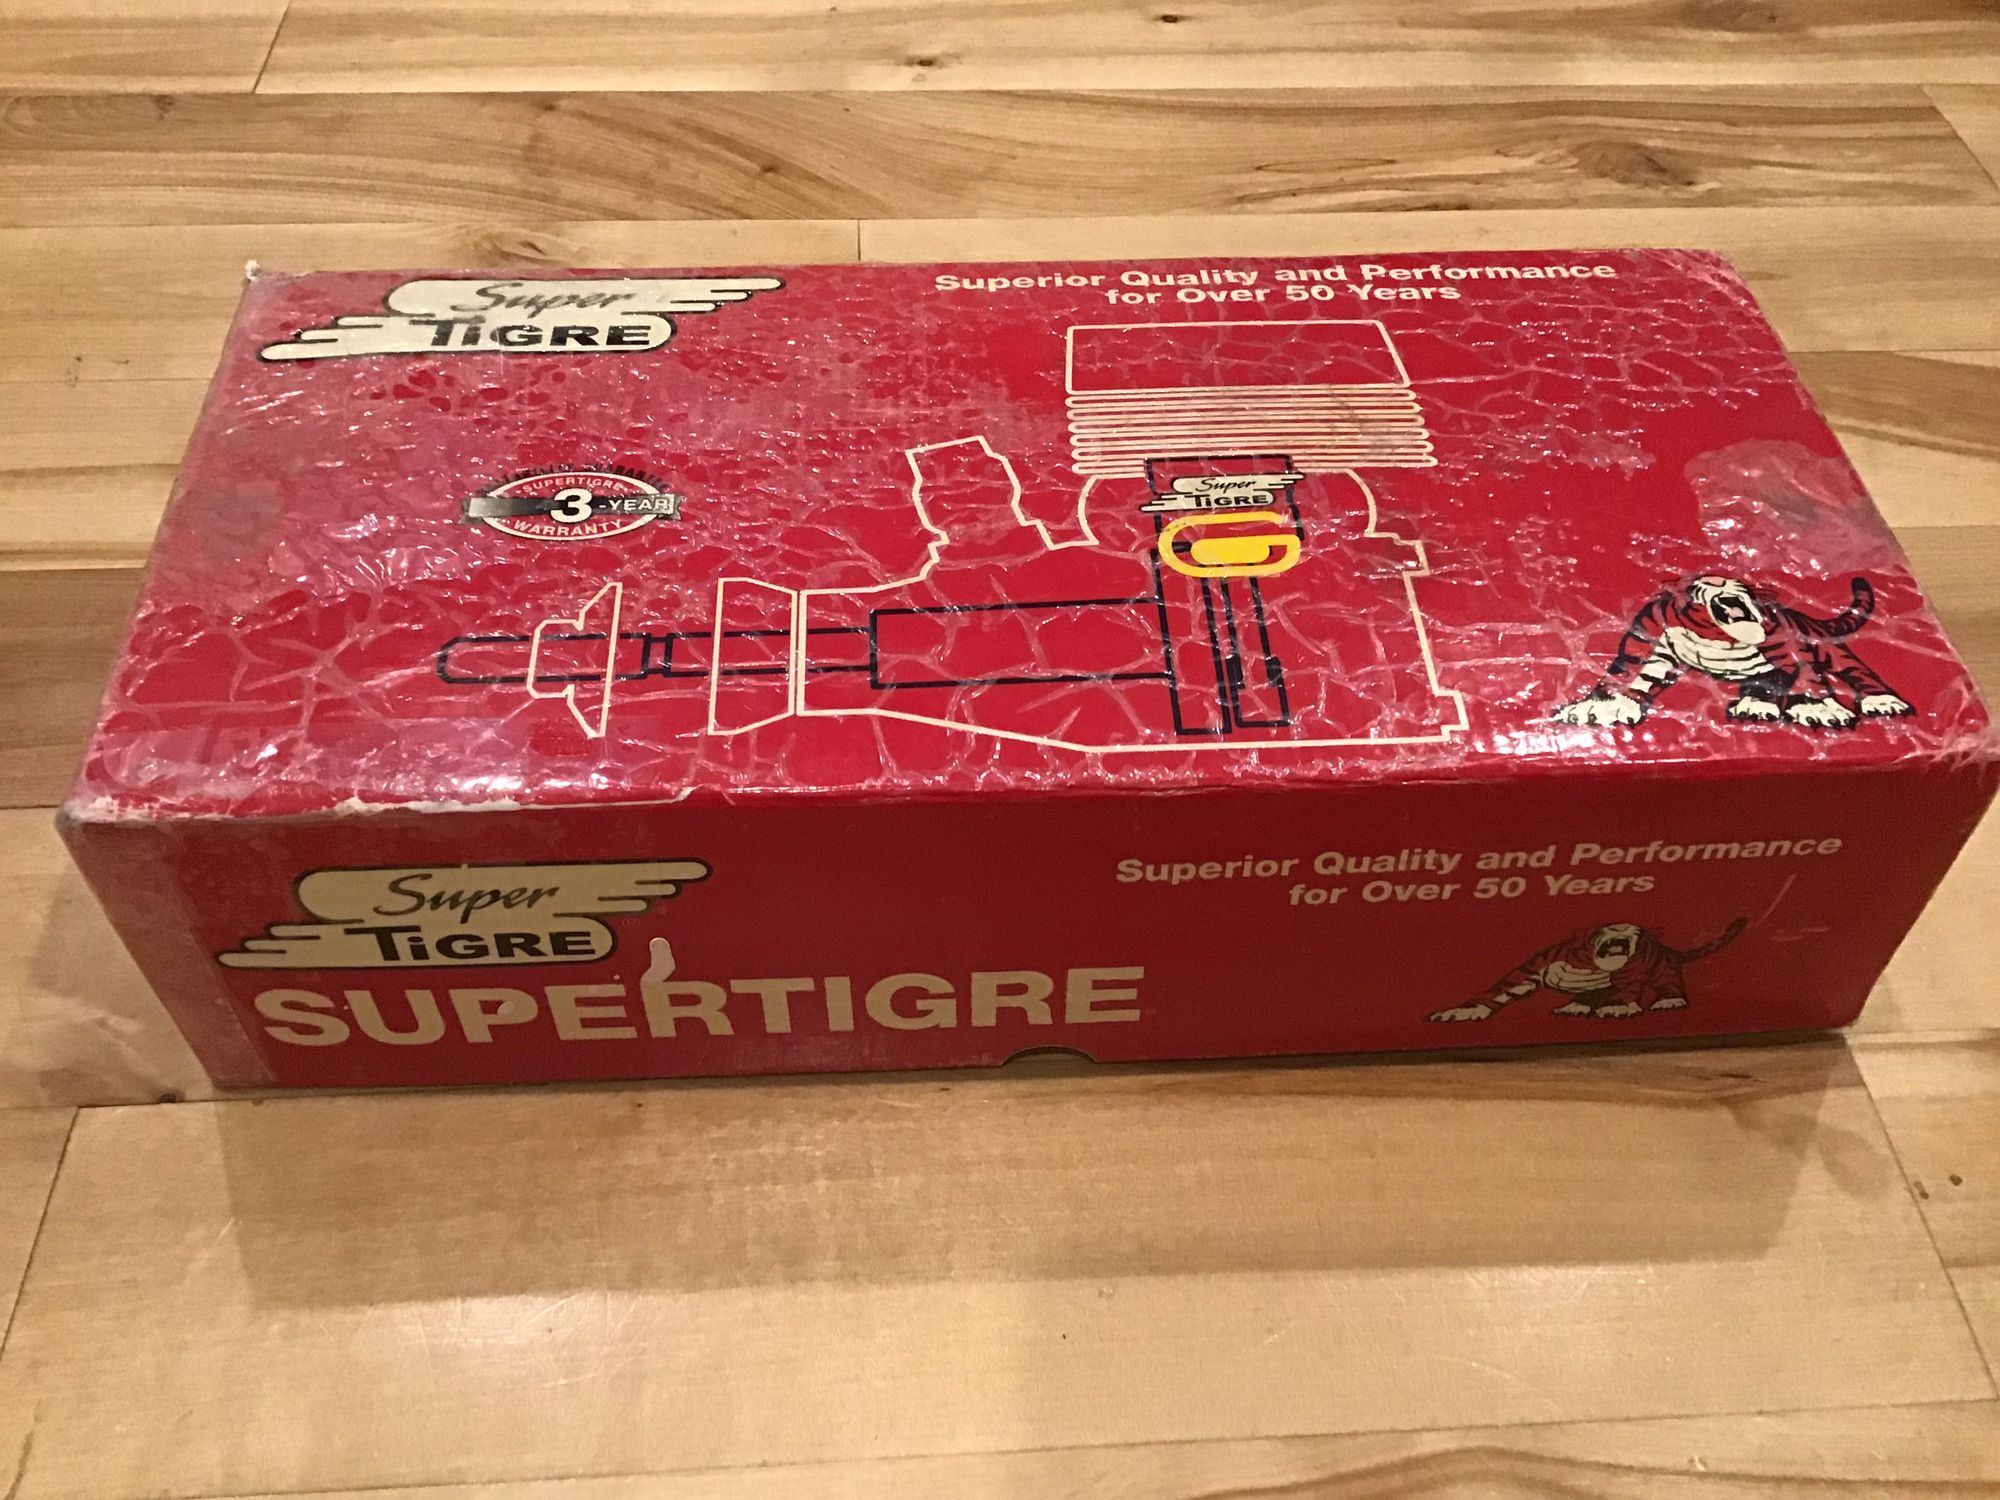 Super
TiGRE
Superior Quality and Performance
for Over 50 Years
SUPERTIGRE
3-YEAR
WARRANTY
Super
TiGRE
Super
TiGRE
Superior Quality and Performance
for Over 50 Years
SUPERTIGRE